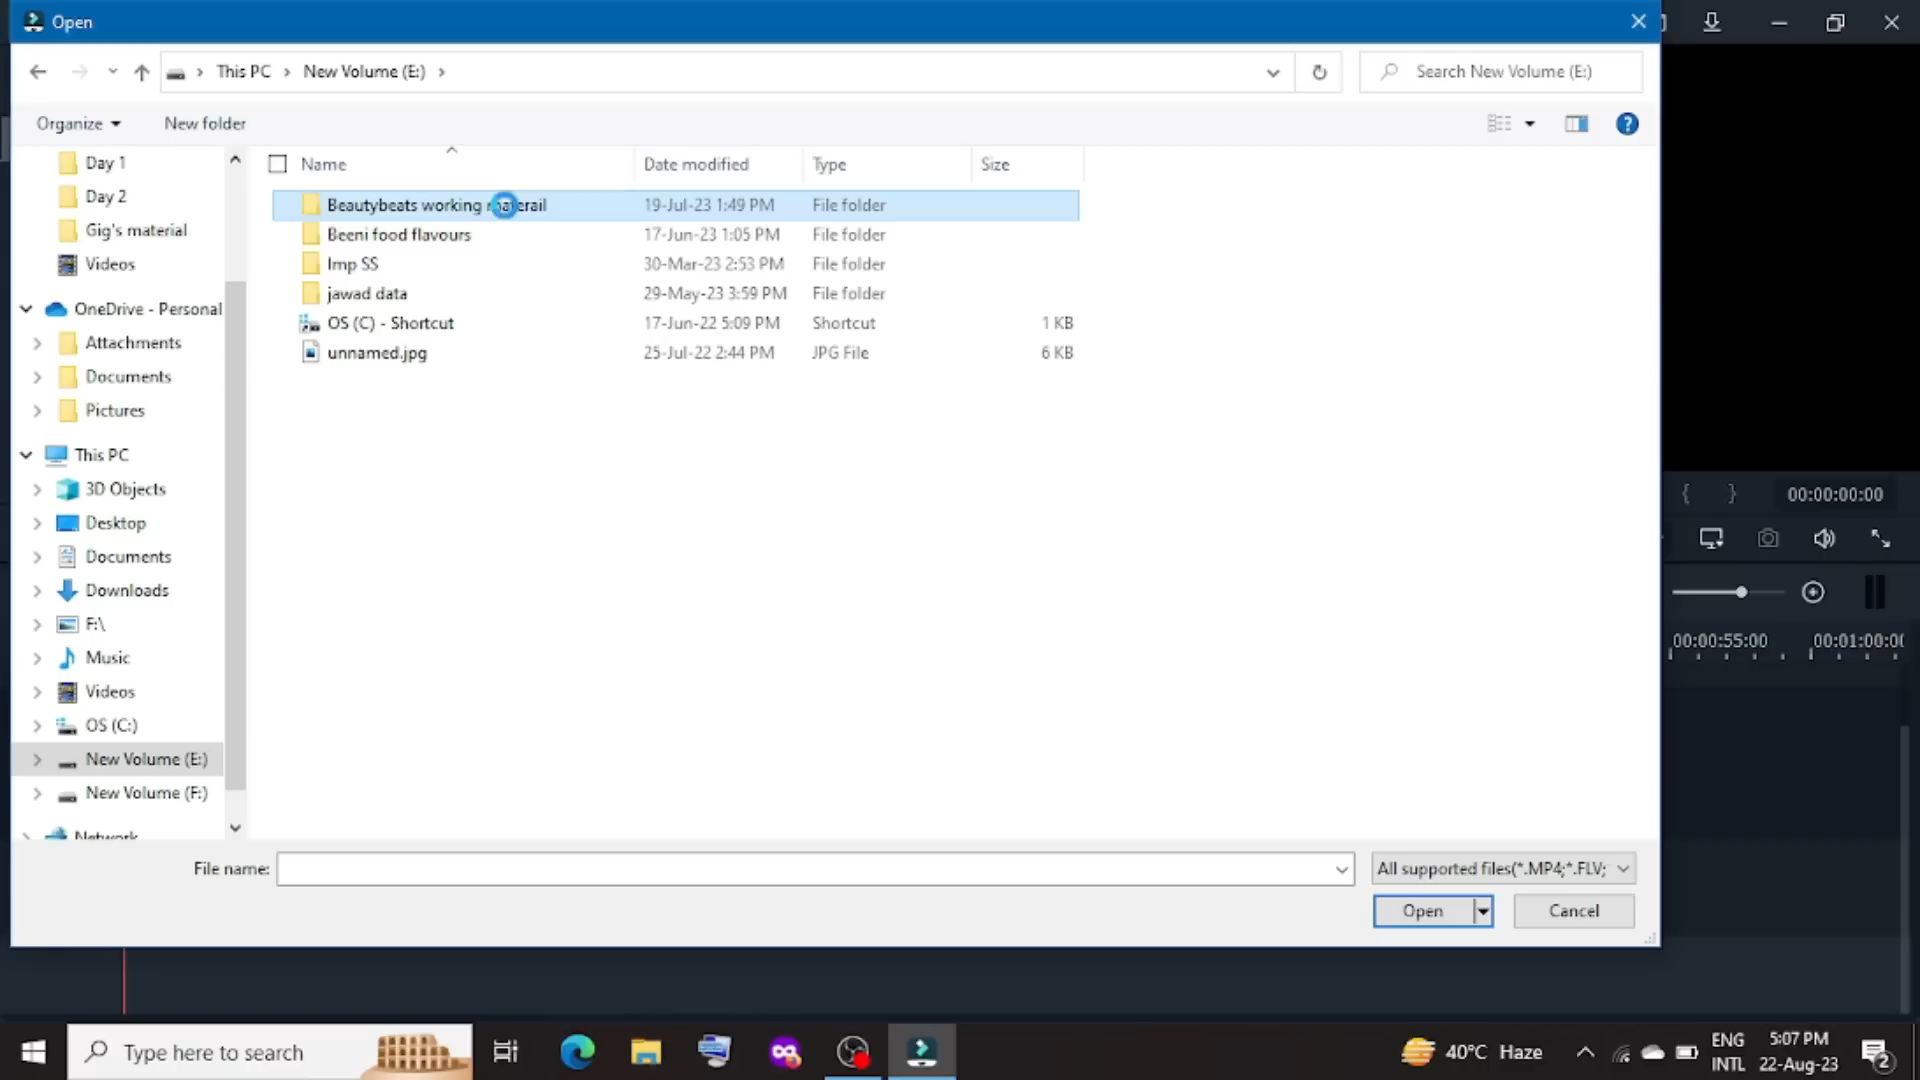 Open
This PC
New Volume (E:)
Search New Volume (E:)
Organize
New folder
Name
Date modified
Type
Size
Day 1
Day 2
Gig's material
Videos
OneDrive - Personal
Attachments
Documents
Pictures
This PC
3D Objects
Desktop
Documents
Downloads
F:\
Music
Videos
OS (C:)
New Volume (E:)
New Volume (F:)
Network
Beautybeats working materail 19-Jul-23 1:49 PM File folder
Beeni food flavours 17-Jun-23 1:05 PM File folder
Imp SS 30-Mar-23 2:53 PM File folder
jawad data 29-May-23 3:59 PM File folder
OS (C) - Shortcut 17-Jun-22 5:09 PM Shortcut 1 KB
unnamed.jpg 25-Jul-22 2:44 PM JPG File 6 KB
File name:
All supported files(*.MP4;*.FLV;
Open
Cancel
{ } 00:00:00:00
00:00:55:00 00:01:00:0
Type here to search
40°C Haze
ENG
INTL
5:07 PM
22-Aug-23
2